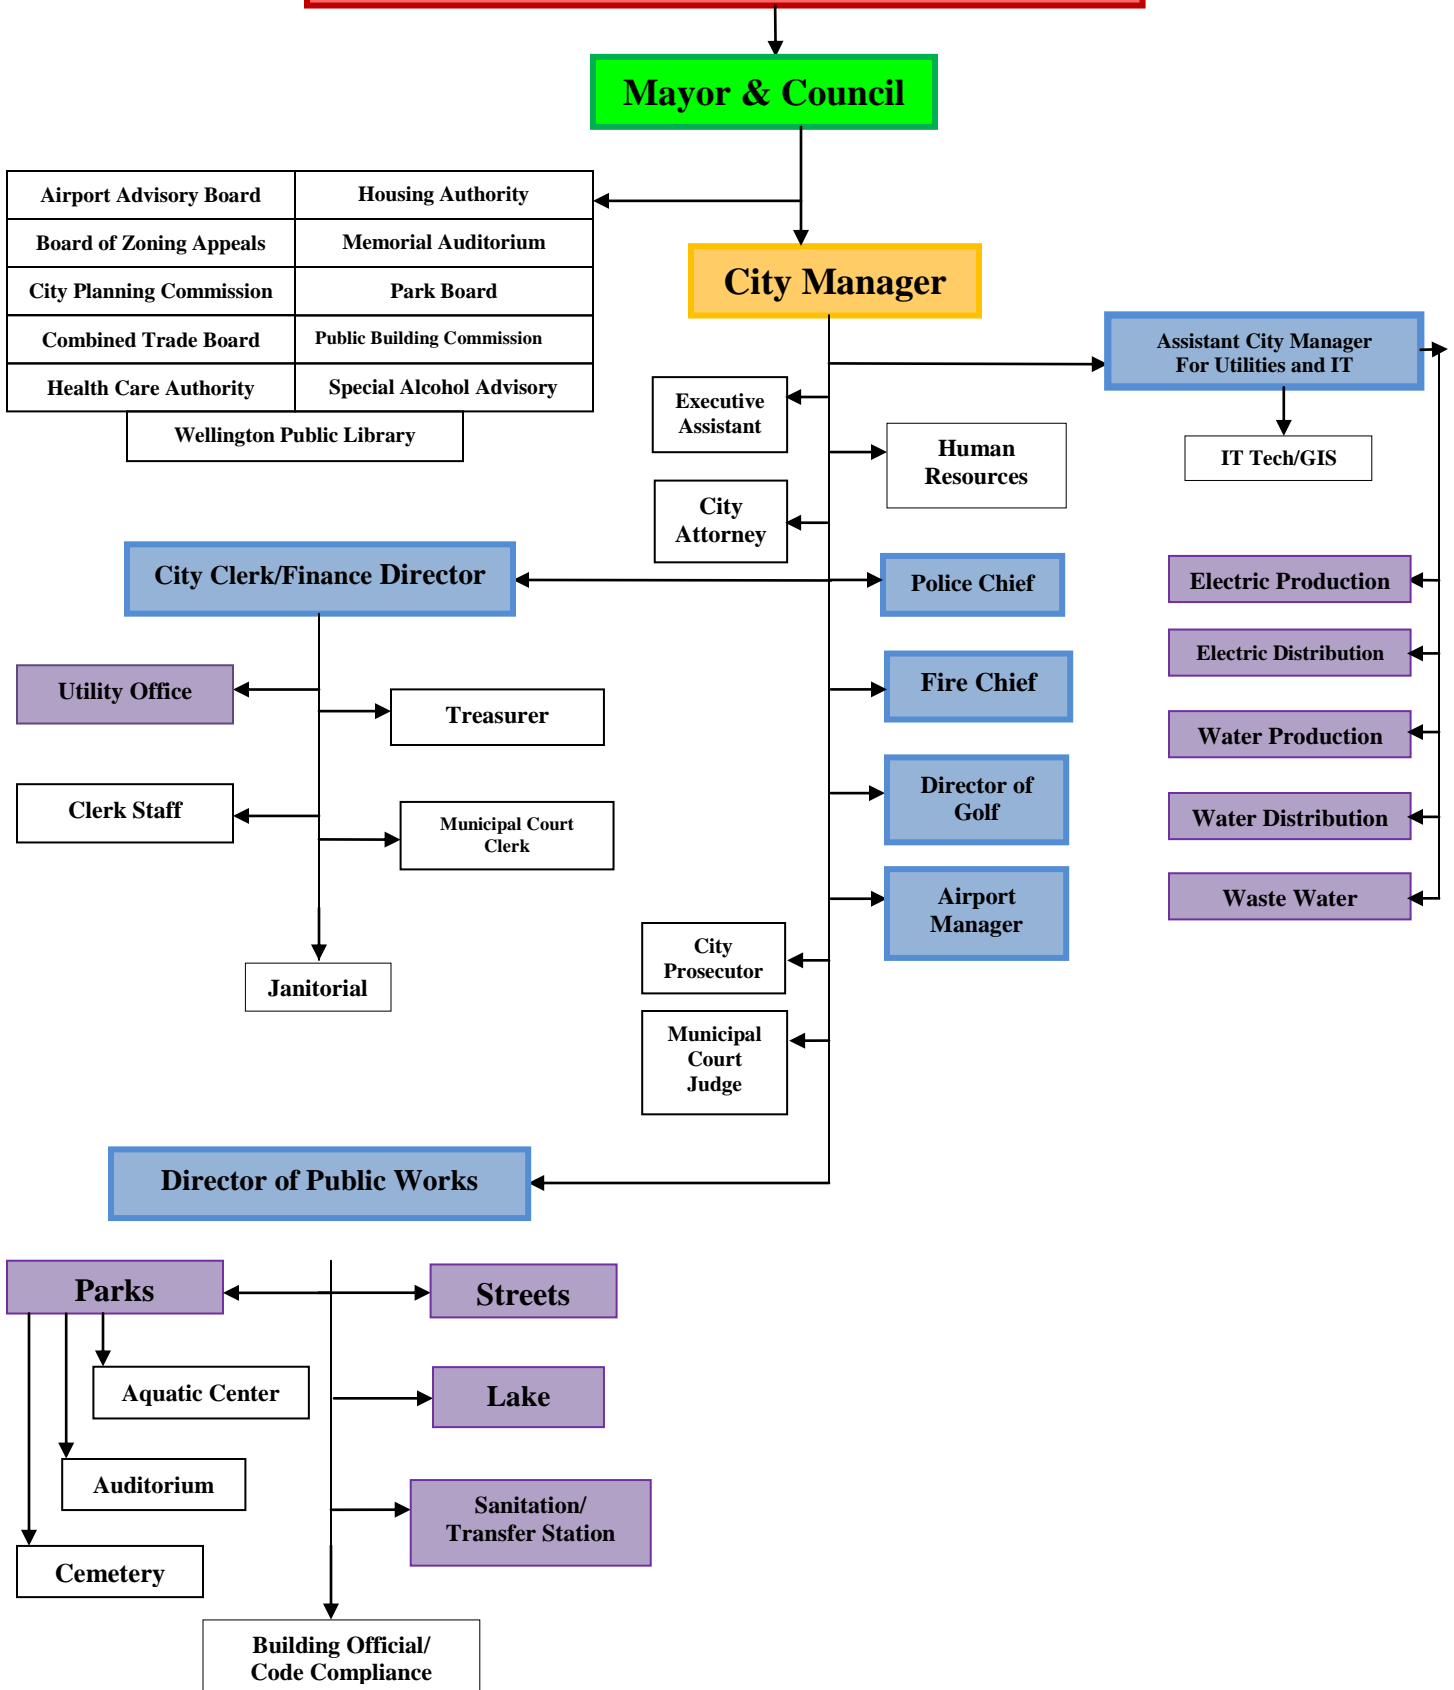 Mayor & Council
Airport Advisory Board
Housing Authority
Board of Zoning Appeals
Memorial Auditorium
City Planning Commission
Park Board
Combined Trade Board
Public Building Commission
Health Care Authority
Special Alcohol Advisory
Wellington Public Library
City Manager
Assistant City Manager
For Utilities and IT
Executive
Assistant
Human
Resources
IT Tech/GIS
City
Attorney
City Clerk/Finance Director
Police Chief
Electric Production
Utility Office
Treasurer
Fire Chief
Electric Distribution
Water Production
Clerk Staff
Municipal Court
Clerk
Director of
Golf
Water Distribution
Airport
Manager
Waste Water
City
Prosecutor
Janitorial
Municipal
Court
Judge
Director of Public Works
Parks
Streets
Aquatic Center
Lake
Auditorium
Sanitation/
Transfer Station
Cemetery
Building Official/
Code Compliance